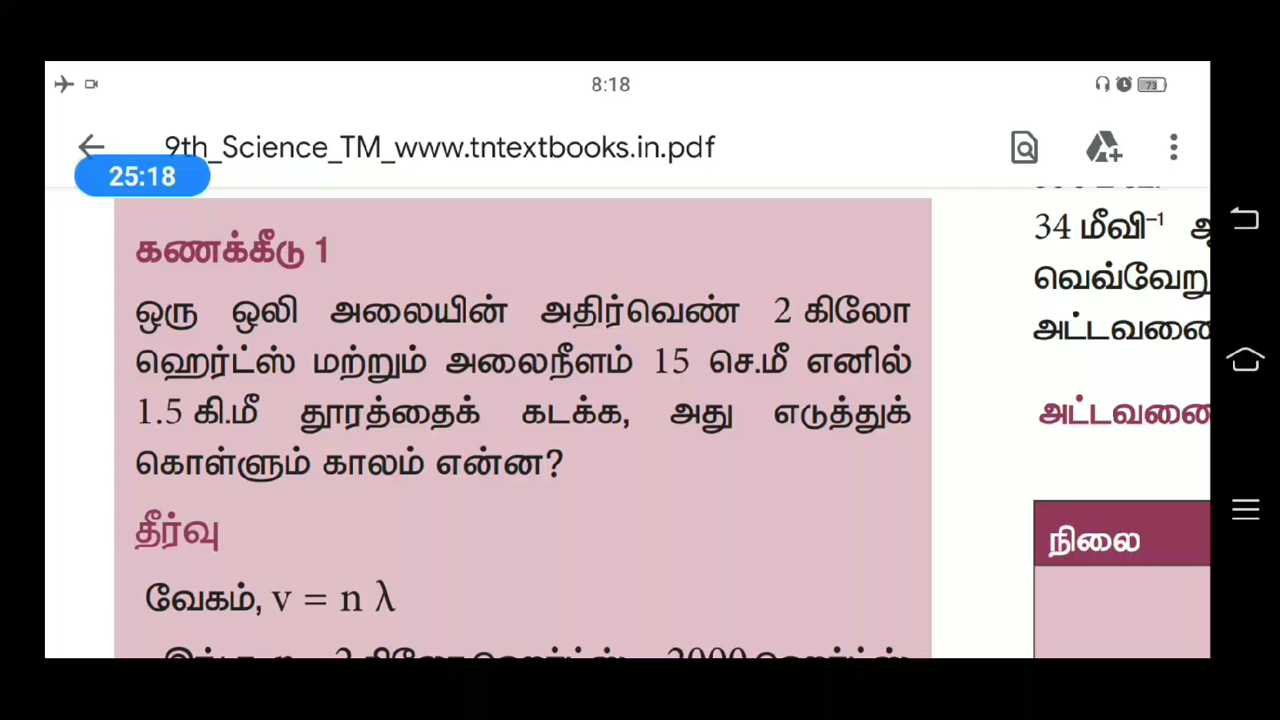 8:18
73
9th_Science_TM_www.tntextbooks.in.pdf
25:18
கணக்கீடு 1
ஒரு ஒலி அலையின் அதிர்வெண் 2 கிலோ
ஹெர்ட்ஸ் மற்றும் அலைநீளம் 15 செ.மீ எனில்
1.5 கி.மீ தூரத்தைக் கடக்க, அது எடுத்துக்
கொள்ளும் காலம் என்ன?
தீர்வு
வேகம், v = n λ
34 மீவி⁻¹
வெவ்வேறு
அட்டவணை
அட்டவணை
நிலை